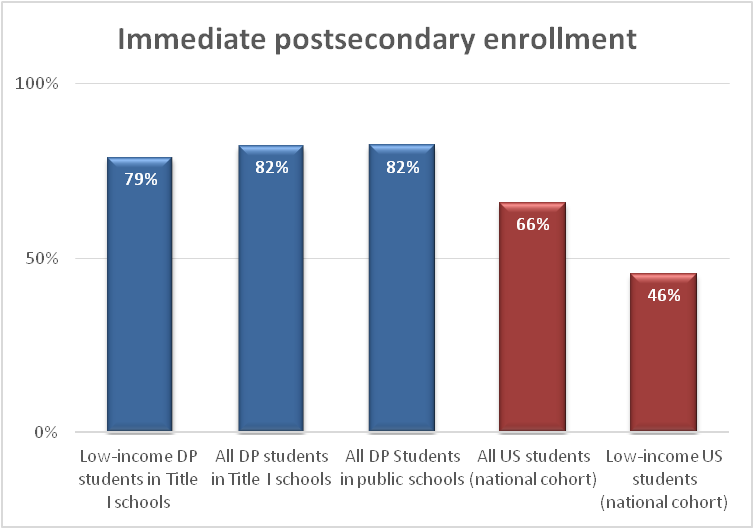 Immediate postsecondary enrollment
100%
50%
0%
79%
82%
82%
66%
46%
Low-income DP
students in Title
I schools
All DP students
in Title I schools
All DP Students
in public schools
All US students
(national cohort)
Low-income US
students
(national cohort)